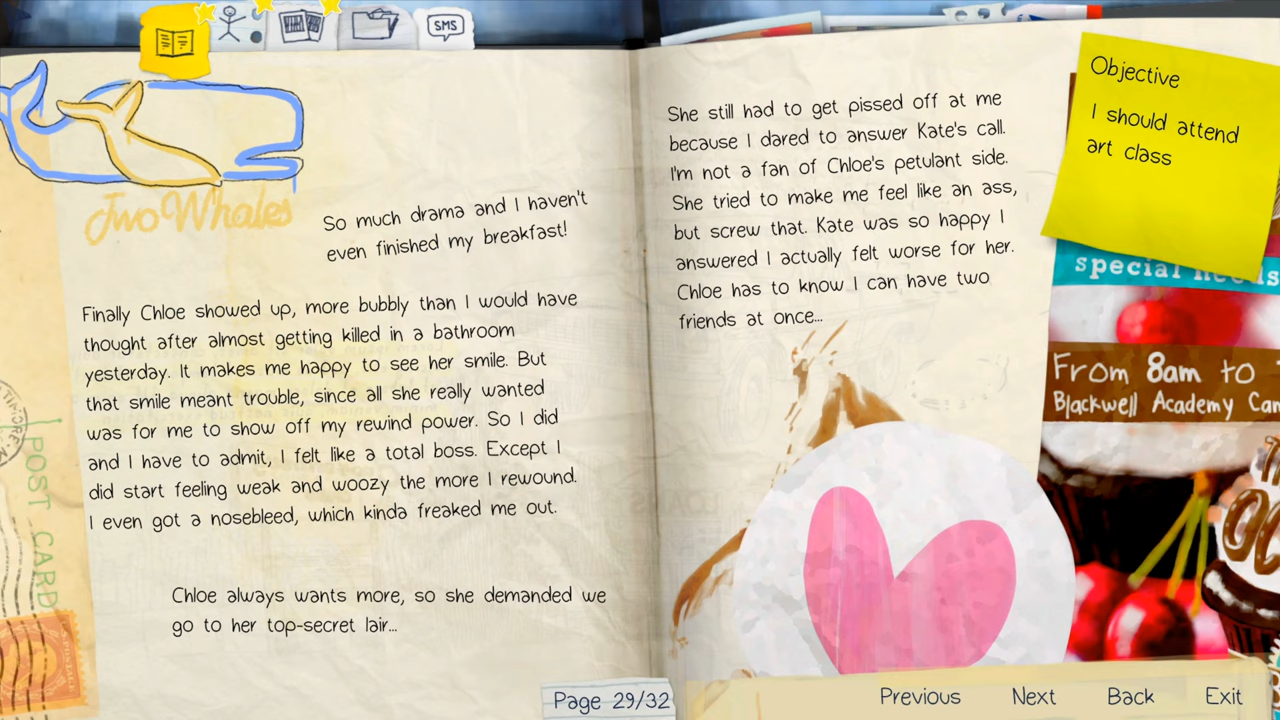 SMS
Two Whales
So much drama and I haven't
even finished my breakfast!
Finally Chloe showed up, more bubbly than I would have
thought after almost getting killed in a bathroom
yesterday. It makes me happy to see her smile. But
that smile meant trouble, since all she really wanted
was for me to show off my rewind power. So I did
and I have to admit, I felt like a total boss. Except I
did start feeling weak and woozy the more I rewound.
I even got a nosebleed, which kinda freaked me out.
Chloe always wants more, so she demanded we
go to her top-secret lair...
POST CARD
She still had to get pissed off at me
because I dared to answer Kate's call.
I'm not a fan of Chloe's petulant side.
She tried to make me feel like an ass,
but screw that. Kate was so happy I
answered I actually felt worse for her.
Chloe has to know I can have two
friends at once...
Objective
I should attend
art class
special needs
From 8am to
Blackwell Academy Cam
Page 29/32
Previous
Next
Back
Exit